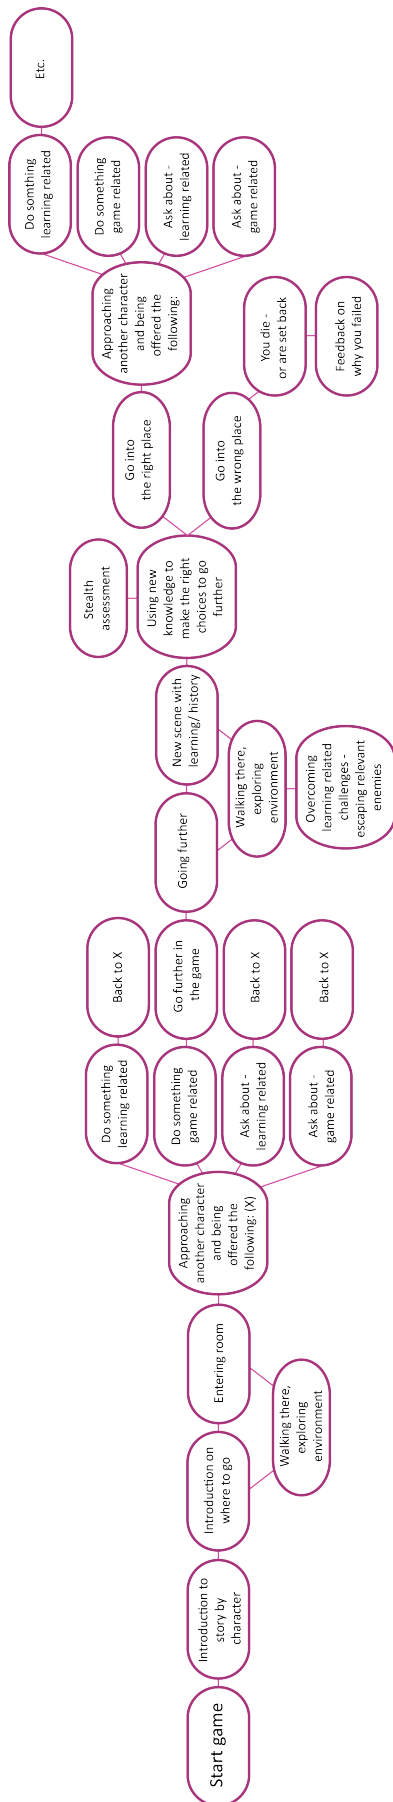 Start game
Introduction to
story by
character
Introduction on
where to go
Walking there,
exploring
environment
Entering room
Approaching
another character
and being
offered the
following: (X)
Do something
learning related
Back to X
Do something
game related
Go further in
the game
Ask about -
learning related
Back to X
Ask about -
game related
Back to X
Going further
Walking there,
exploring
environment
Overcoming
learning related
challenges -
escaping relevant
enemies
New scene with
learning/ history
Stealth
assessment
Using new
knowledge to
make the right
choices to go
further
Go into
the right place
Go into
the wrong place
You die -
or are set back
Feedback on
why you failed
Approaching
another character
and being
offered the
following:
Do somthing
learning related
Do something
game related
Ask about -
learning related
Ask about -
game related
Etc.